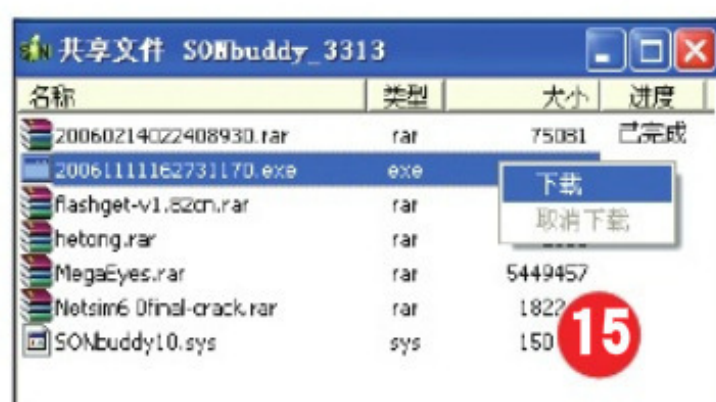 共享文件 SONbuddy_3313
名称 类型 大小 进度
20060214022408930.rar rar 75081 已完成
20061111162731170.exe exe
下载
flashget-v1.82cn.rar rar
取消下载
hetong.rar rar
MegaEyes.rar rar 5449457
Netsim6 0final-crack.rar rar 1822
SONbuddy10.sys sys 150
15